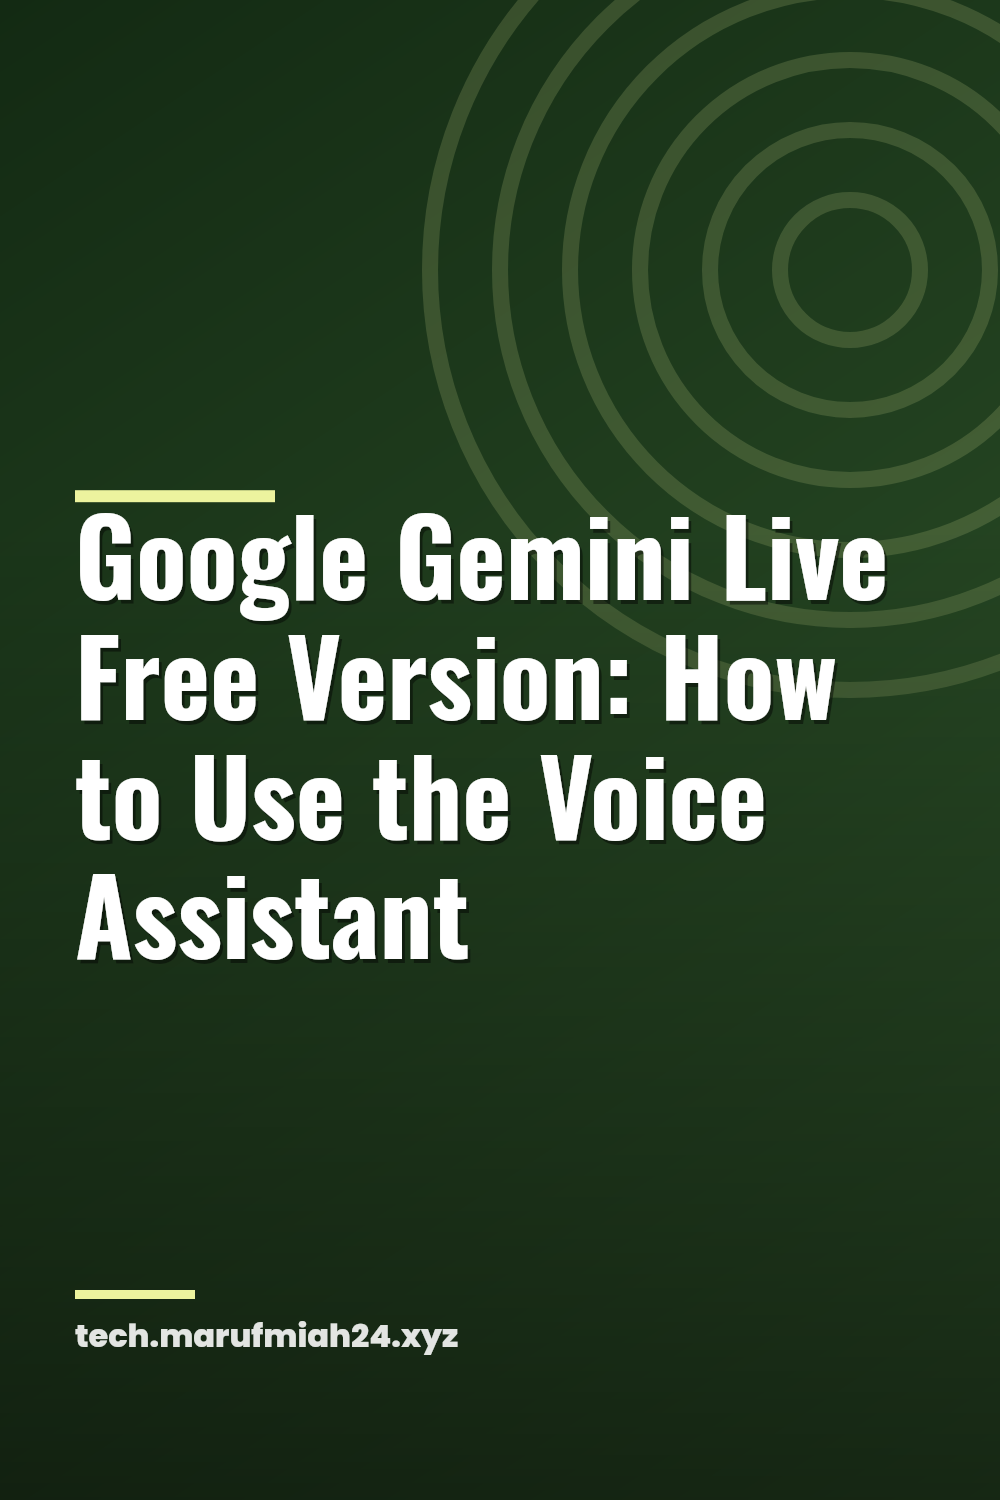 Google Gemini Live
Free Version: How
to Use the Voice
Assistant
tech.marufmiah24.xyz